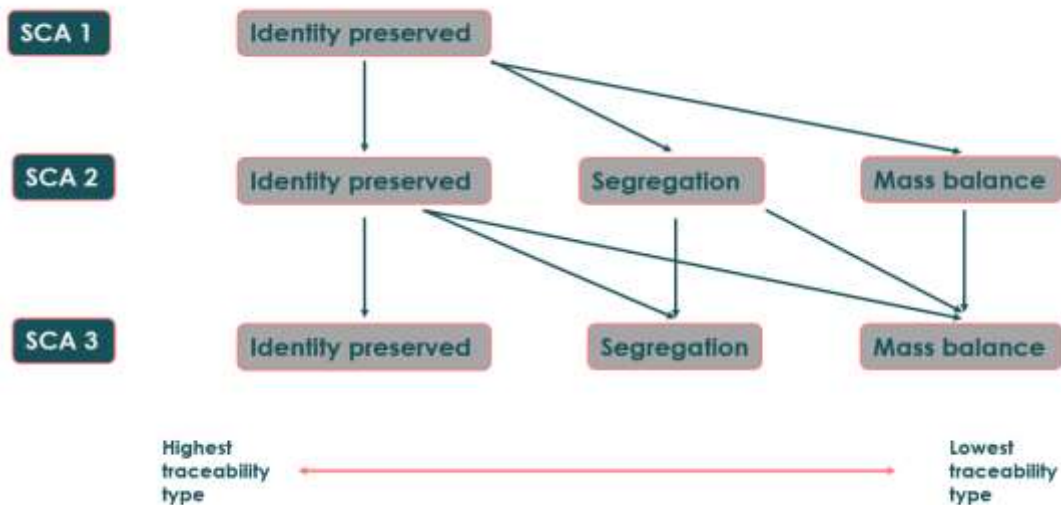 SCA 1
Identity preserved
SCA 2
Identity preserved
Segregation
Mass balance
SCA 3
Identity preserved
Segregation
Mass balance
Highest
traceability
type
Lowest
traceability
type